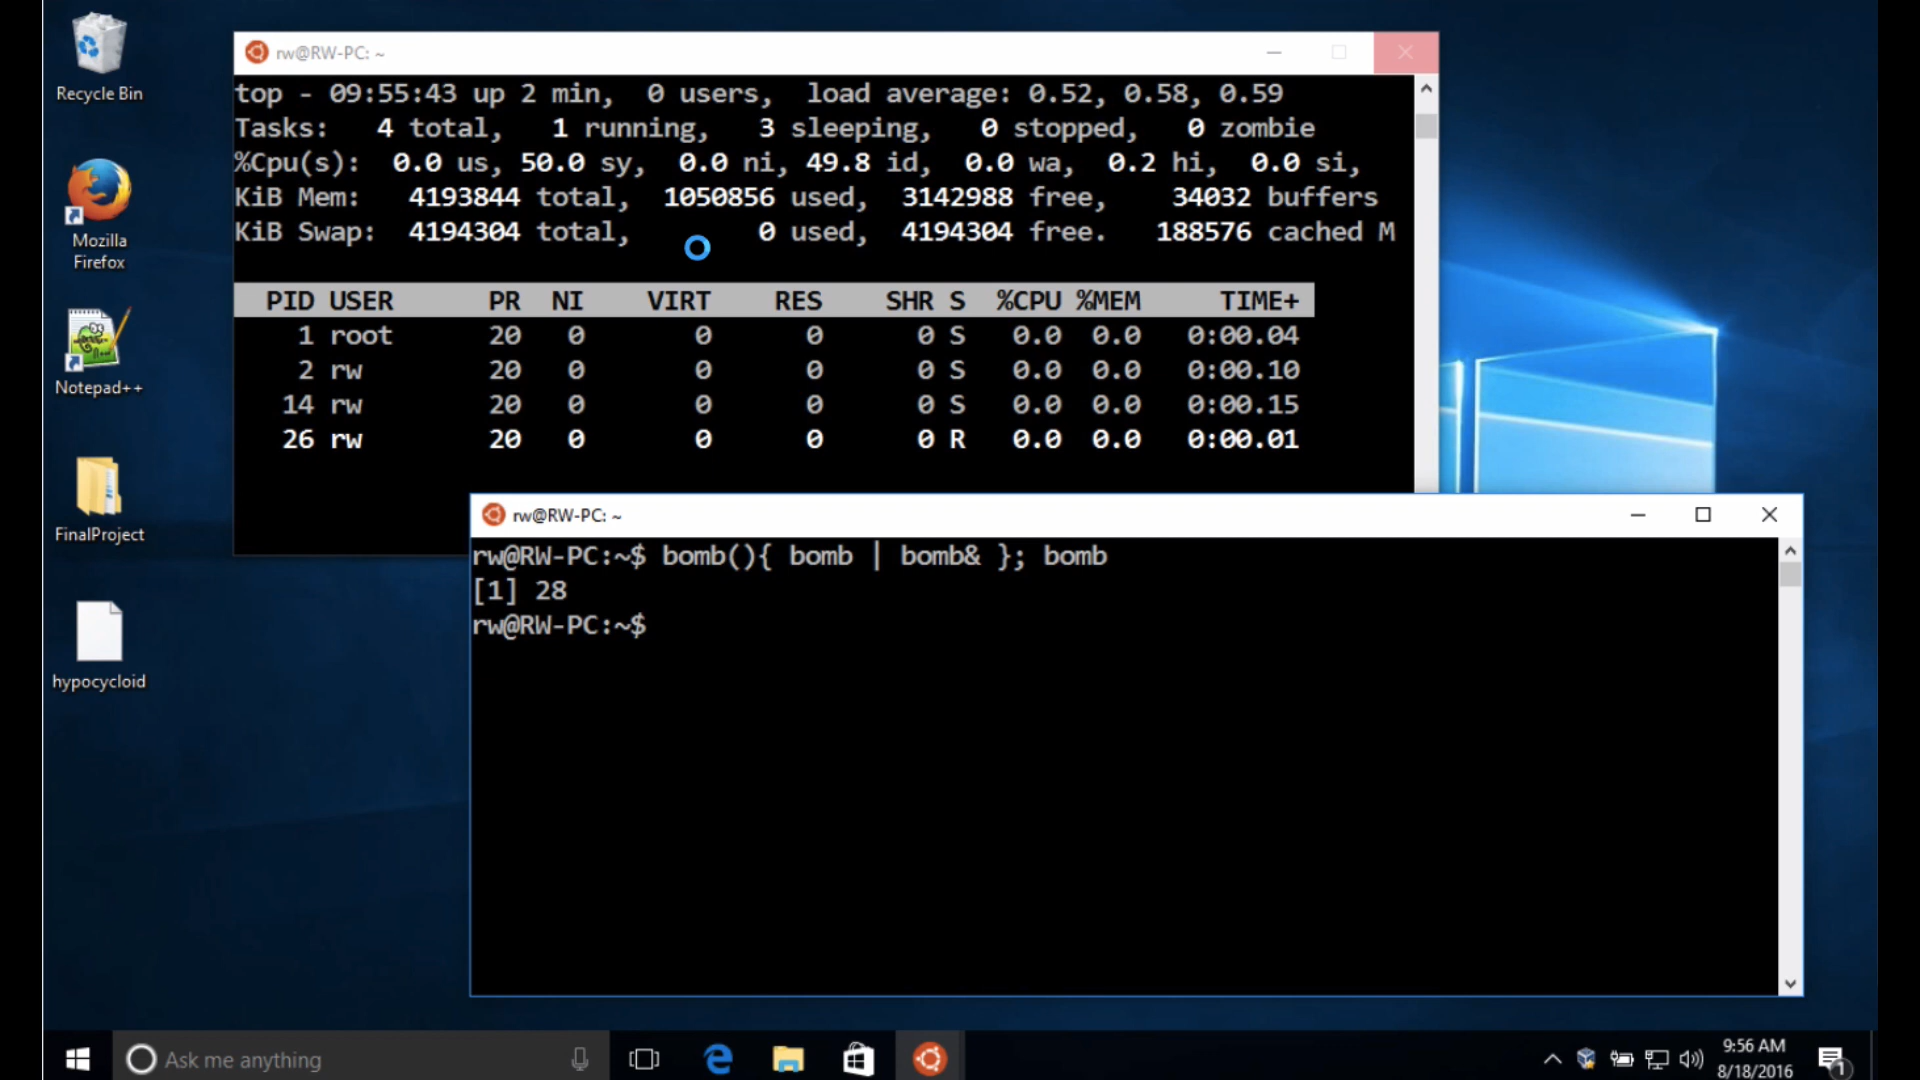 Recycle Bin
Mozilla
Firefox
Notepad++
FinalProject
hypocycloid
rw@RW-PC: ~
top - 09:55:43 up 2 min,  0 users,  load average: 0.52, 0.58, 0.59
Tasks:   4 total,   1 running,   3 sleeping,   0 stopped,   0 zombie
%Cpu(s):  0.0 us, 50.0 sy,  0.0 ni, 49.8 id,  0.0 wa,  0.2 hi,  0.0 si,
KiB Mem:   4193844 total,  1050856 used,  3142988 free,    34032 buffers
KiB Swap:  4194304 total,        0 used,  4194304 free.   188576 cached M
PID USER      PR  NI    VIRT    RES    SHR S  %CPU %MEM     TIME+
1 root      20   0       0      0      0 S   0.0  0.0   0:00.04
2 rw        20   0       0      0      0 S   0.0  0.0   0:00.10
14 rw        20   0       0      0      0 S   0.0  0.0   0:00.15
26 rw        20   0       0      0      0 R   0.0  0.0   0:00.01
rw@RW-PC: ~
rw@RW-PC:~$ bomb(){ bomb | bomb& }; bomb
[1] 28
rw@RW-PC:~$
Ask me anything
9:56 AM
8/18/2016
1